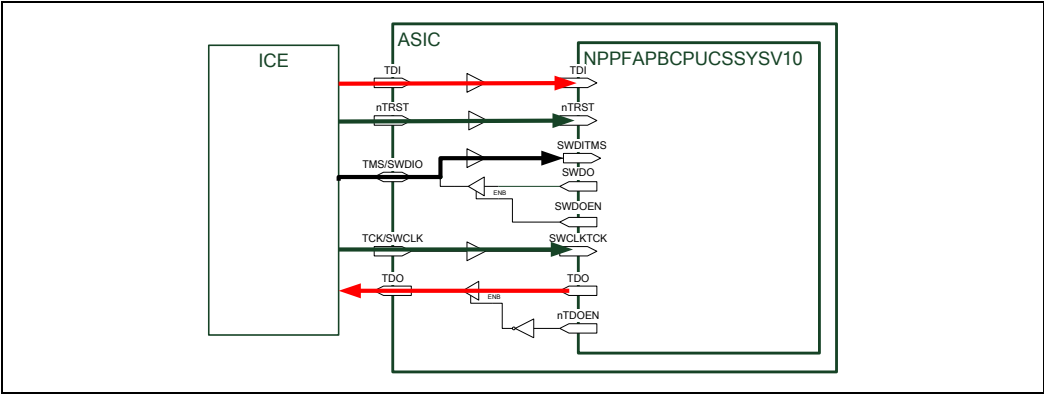 ICE
ASIC
NPPFAPBCPUCSSYSV10
TDI
TDI
nTRST
nTRST
SWDITMS
TMS/SWDIO
SWDO
ENB
SWDOEN
TCK/SWCLK
SWCLKTCK
TDO
TDO
ENB
nTDOEN